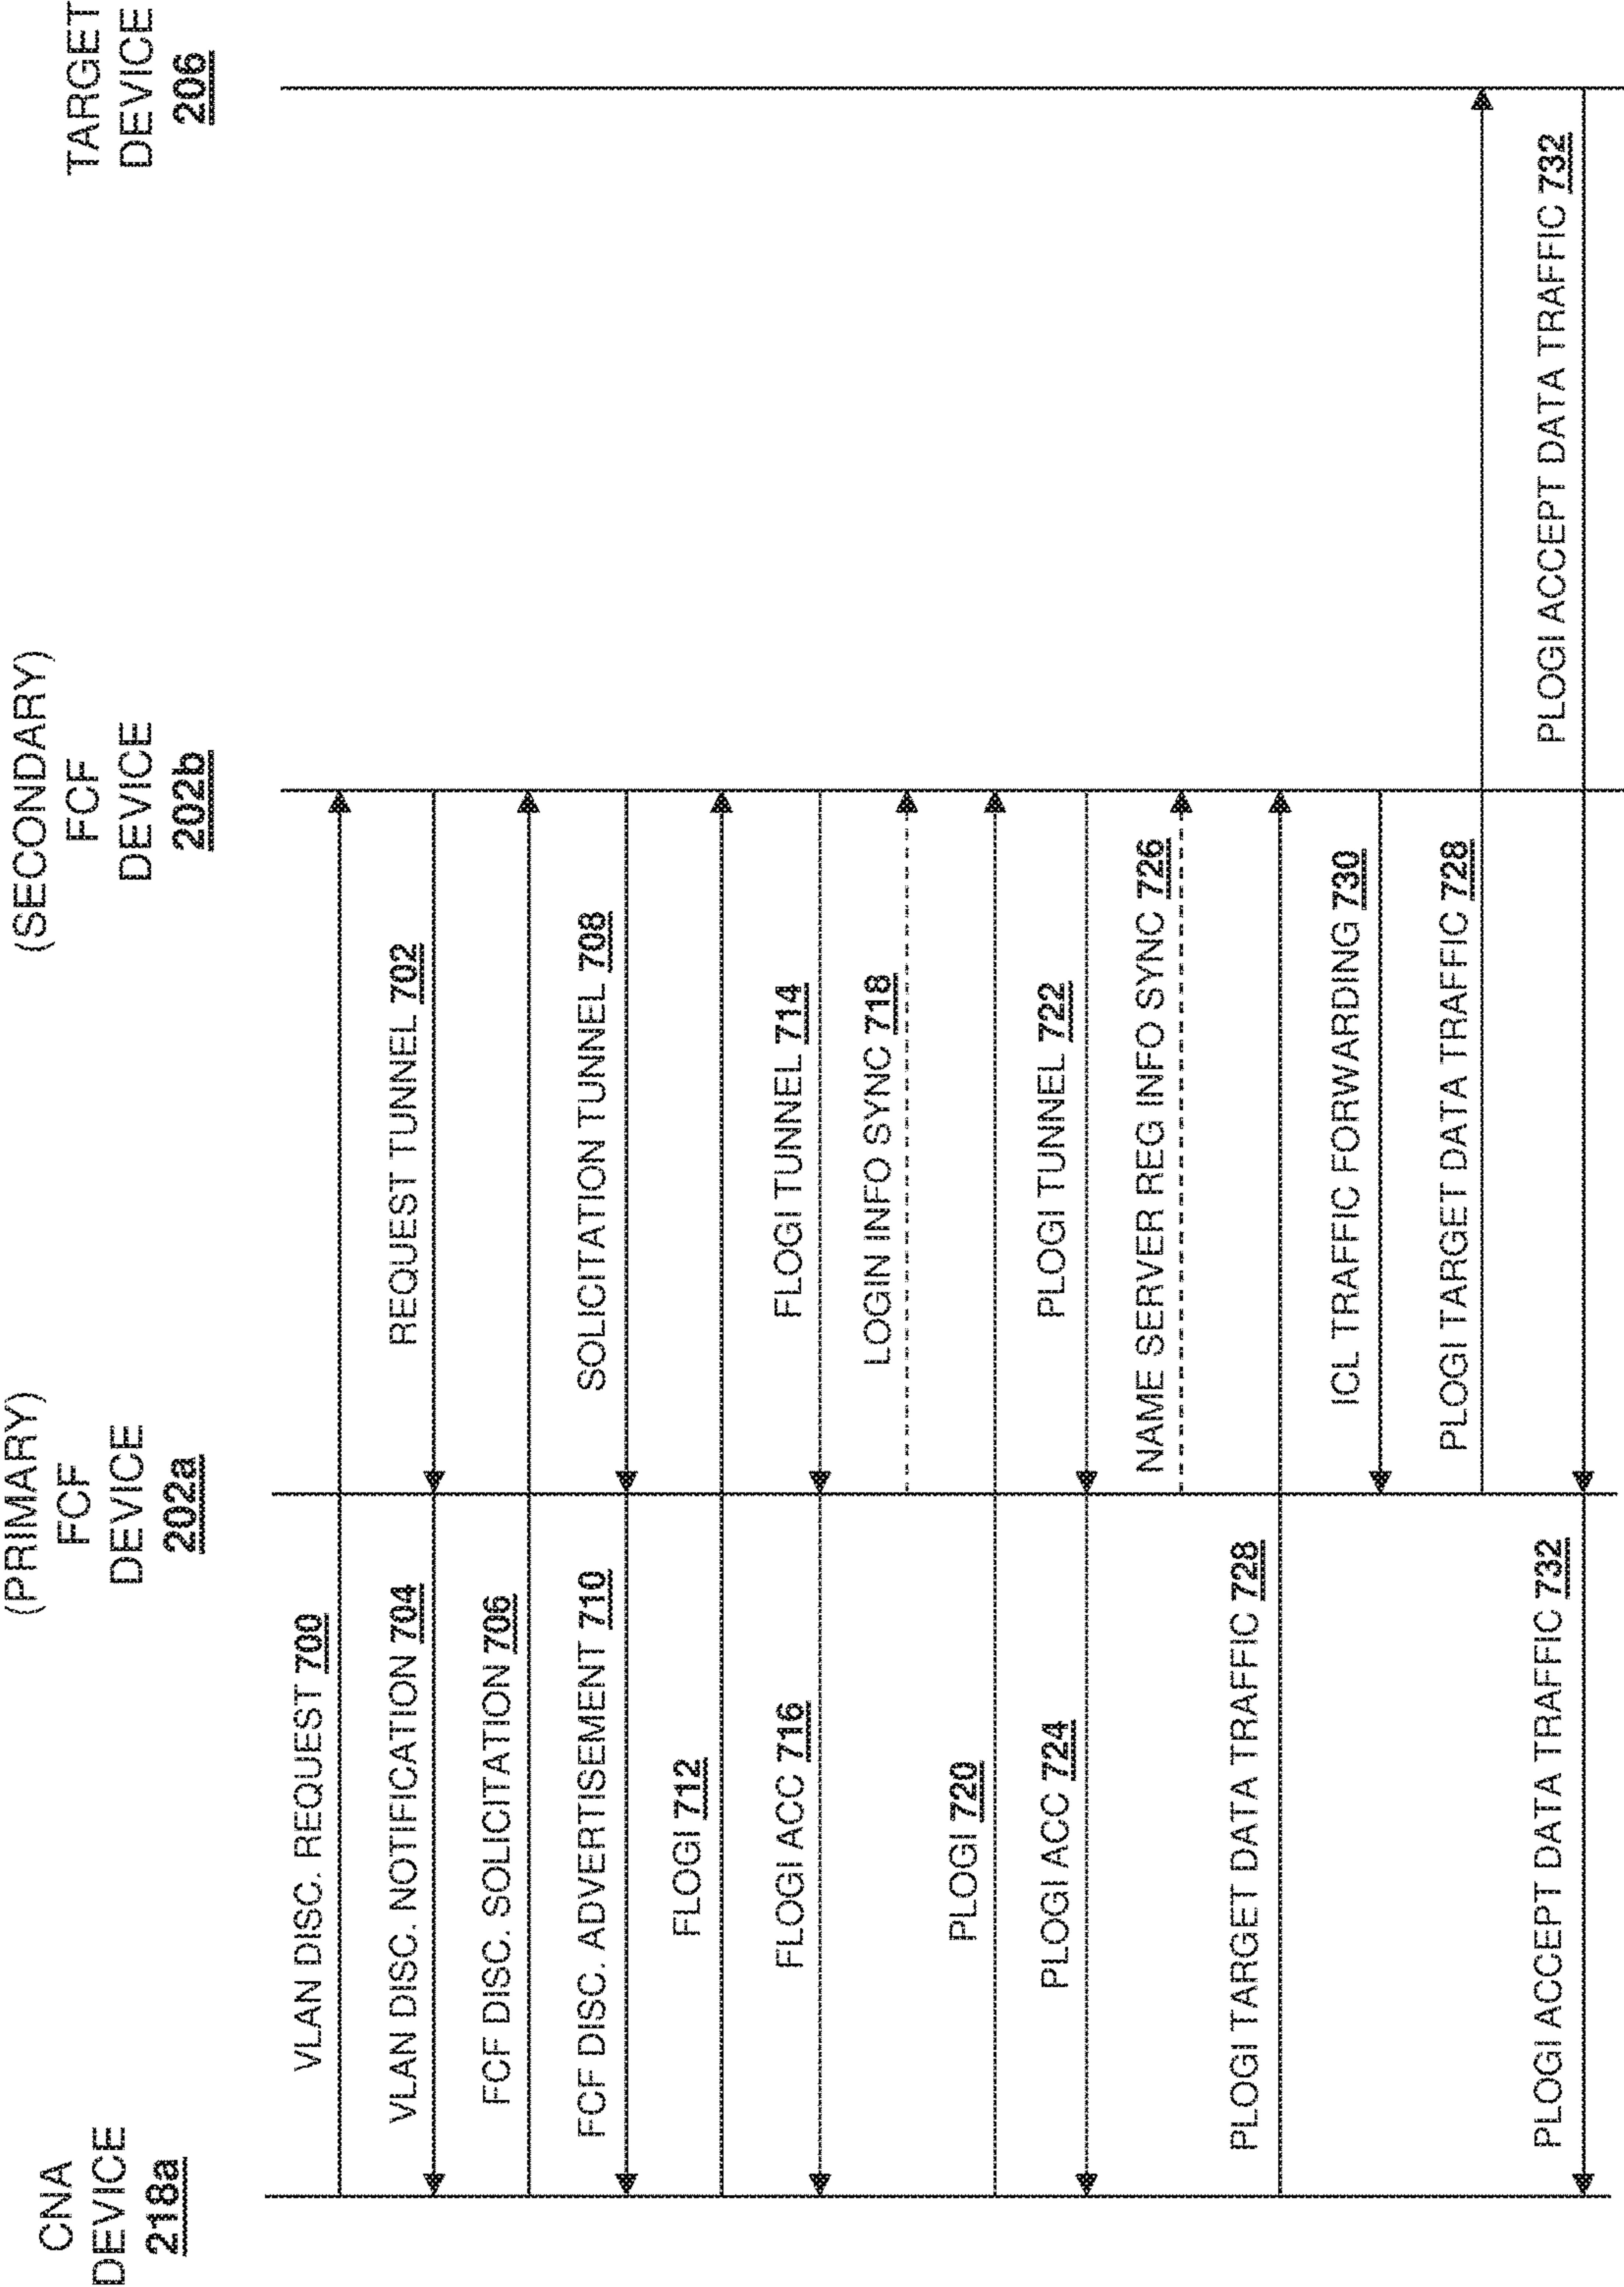 CNA
DEVICE
218a
(PRIMARY)
FCF
DEVICE
202a
(SECONDARY)
FCF
DEVICE
202b
TARGET
DEVICE
206
VLAN DISC. REQUEST 700
REQUEST TUNNEL 702
VLAN DISC. NOTIFICATION 704
FCF DISC. SOLICITATION 706
SOLICITATION TUNNEL 708
FCF DISC. ADVERTISEMENT 710
FLOGI 712
FLOGI TUNNEL 714
FLOGI ACC 716
LOGIN INFO SYNC 718
PLOGI 720
PLOGI TUNNEL 722
PLOGI ACC 724
NAME SERVER REG INFO SYNC 726
PLOGI TARGET DATA TRAFFIC 728
ICL TRAFFIC FORWARDING 730
PLOGI TARGET DATA TRAFFIC 728
PLOGI ACCEPT DATA TRAFFIC 732
PLOGI ACCEPT DATA TRAFFIC 732